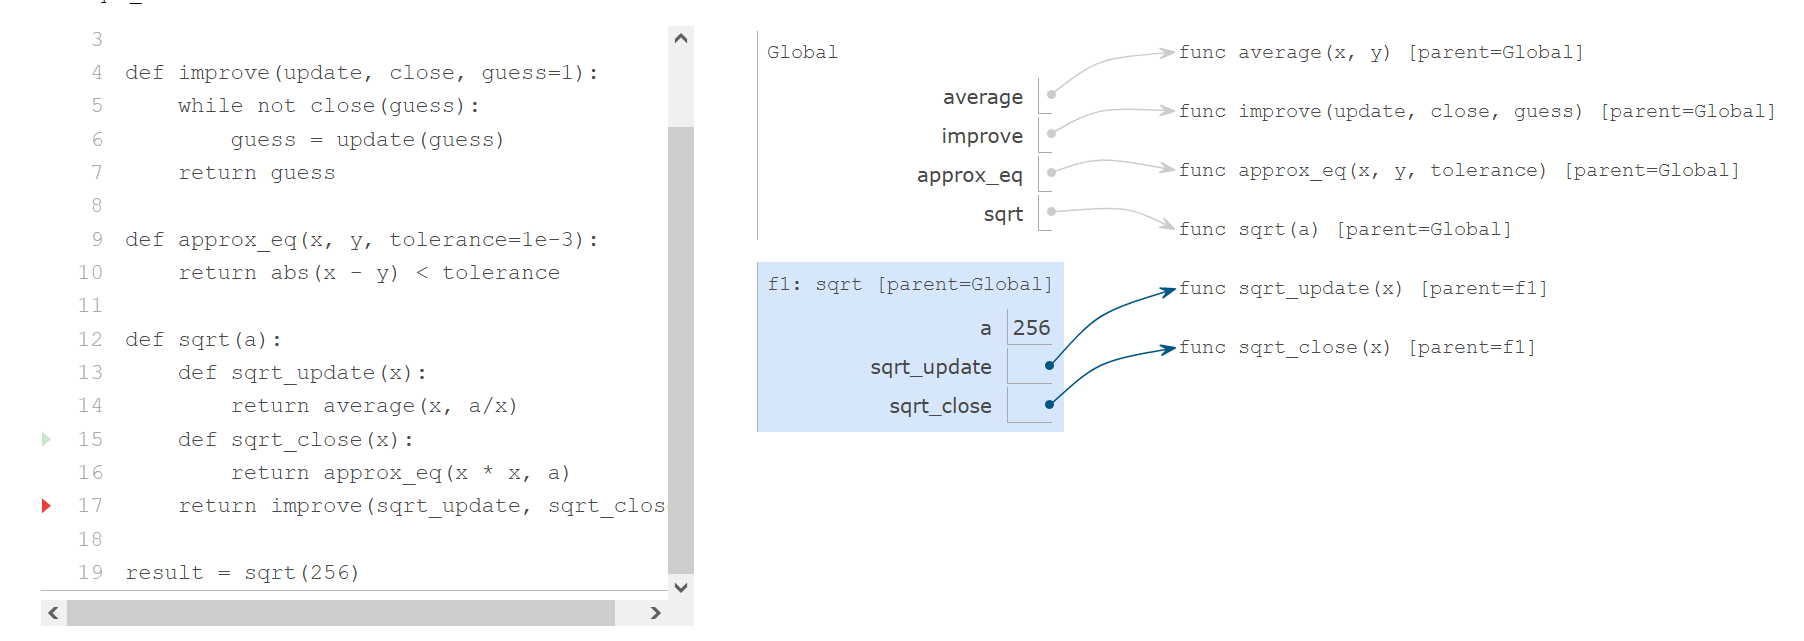 3
4 def improve(update, close, guess=1):
5     while not close(guess):
6         guess = update(guess)
7     return guess
8
9 def approx_eq(x, y, tolerance=1e-3):
10     return abs(x - y) < tolerance
11
12 def sqrt(a):
13     def sqrt_update(x):
14         return average(x, a/x)
15     def sqrt_close(x):
16         return approx_eq(x * x, a)
17     return improve(sqrt_update, sqrt_clos
18
19 result = sqrt(256)
Global
average
improve
approx_eq
sqrt
func average(x, y) [parent=Global]
func improve(update, close, guess) [parent=Global]
func approx_eq(x, y, tolerance) [parent=Global]
func sqrt(a) [parent=Global]
f1: sqrt [parent=Global]
a 256
sqrt_update
sqrt_close
func sqrt_update(x) [parent=f1]
func sqrt_close(x) [parent=f1]